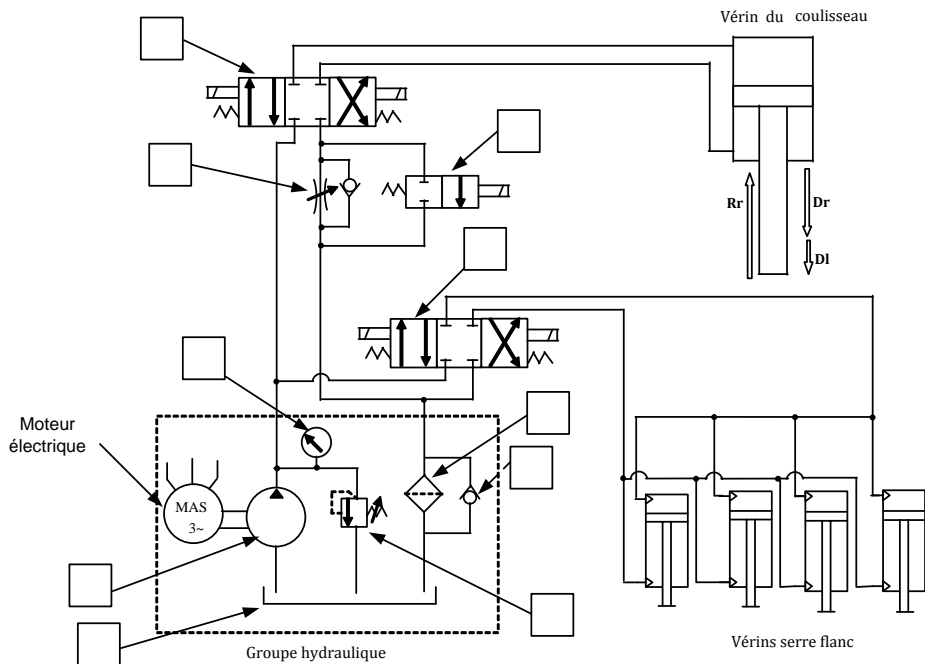 Vérin du coulisseau
Rr
Dr
Dl
Moteur
électrique
MAS
3~
Groupe hydraulique
Vérins serre flanc